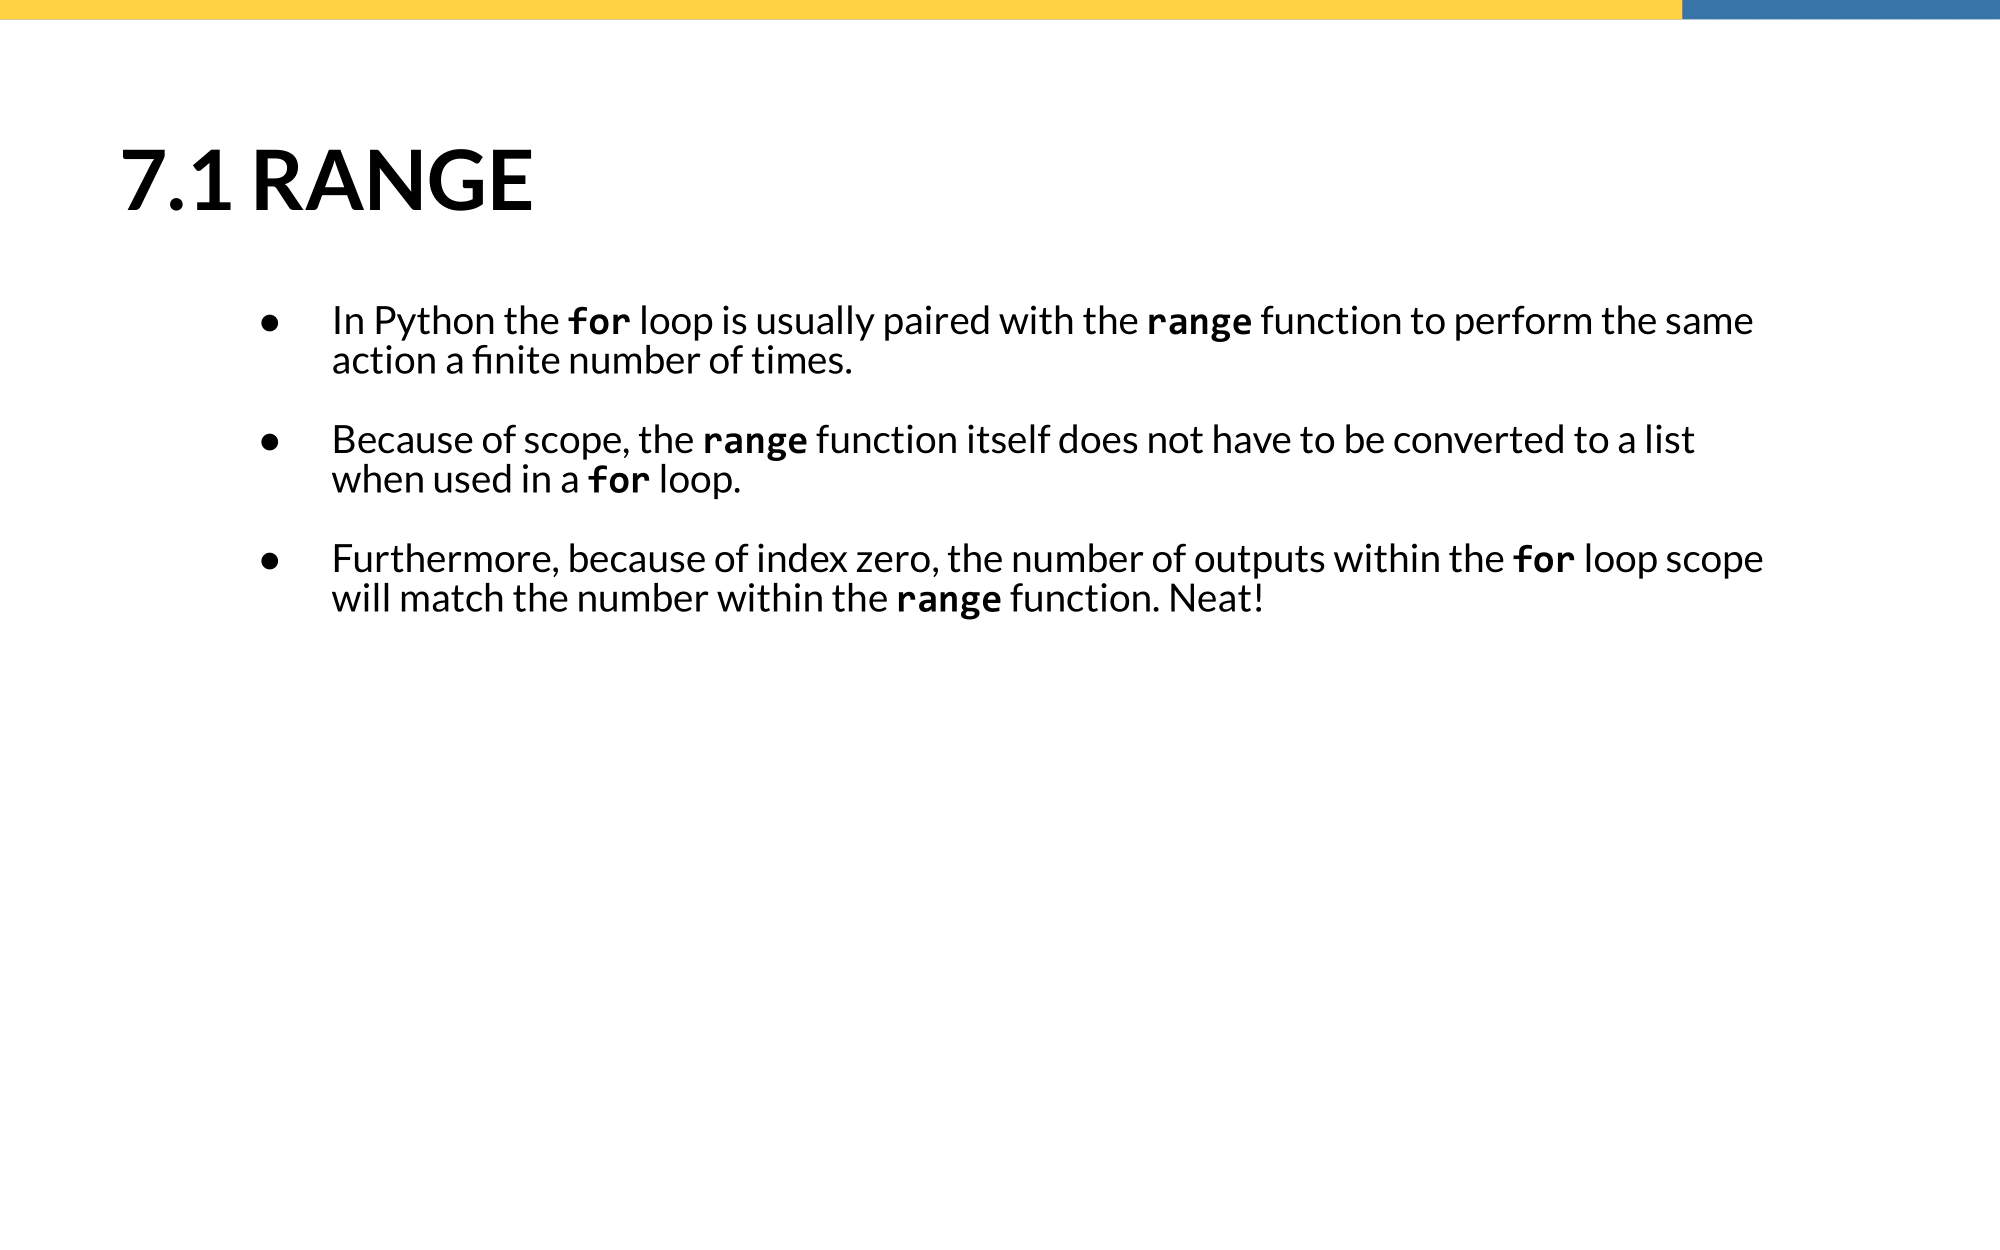 7.1 RANGE
● In Python the for loop is usually paired with the range function to perform the same
action a finite number of times.
● Because of scope, the range function itself does not have to be converted to a list
when used in a for loop.
● Furthermore, because of index zero, the number of outputs within the for loop scope
will match the number within the range function. Neat!